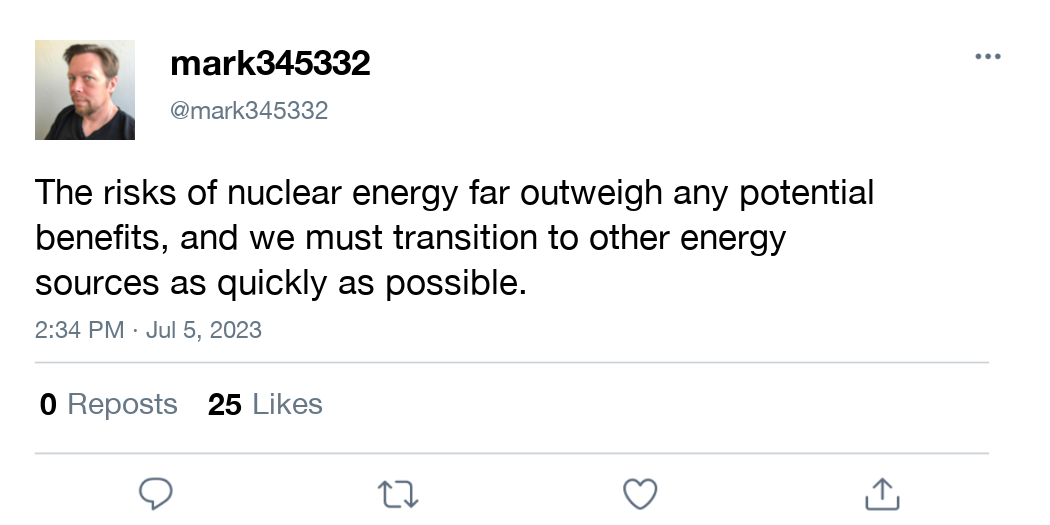 mark345332
@mark345332
The risks of nuclear energy far outweigh any potential
benefits, and we must transition to other energy
sources as quickly as possible.
2:34 PM · Jul 5, 2023
0 Reposts 25 Likes